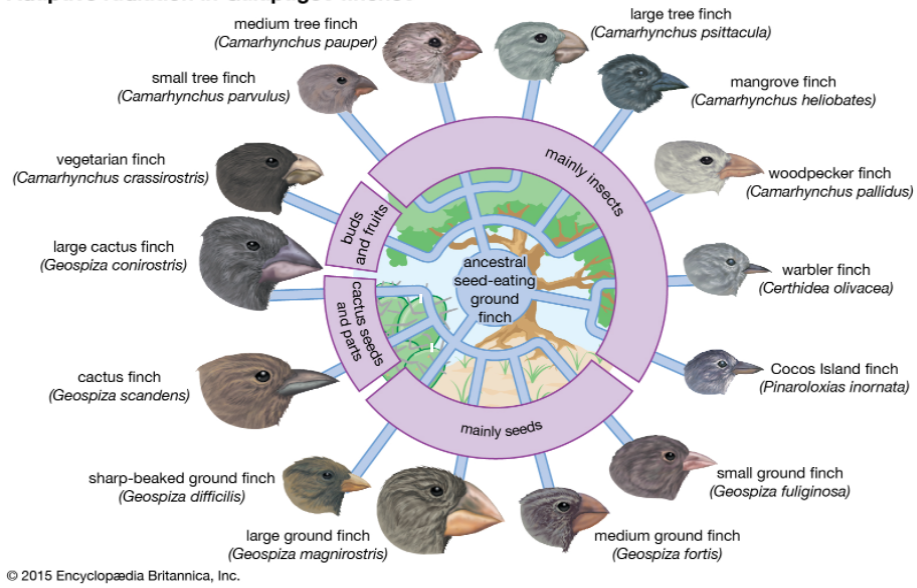 medium tree finch
(Camarhynchus pauper)
large tree finch
(Camarhynchus psittacula)
small tree finch
(Camarhynchus parvulus)
mangrove finch
(Camarhynchus heliobates)
vegetarian finch
(Camarhynchus crassirostris)
woodpecker finch
(Camarhynchus pallidus)
large cactus finch
(Geospiza conirostris)
warbler finch
(Certhidea olivacea)
cactus finch
(Geospiza scandens)
Cocos Island finch
(Pinaroloxias inornata)
sharp-beaked ground finch
(Geospiza difficilis)
small ground finch
(Geospiza fuliginosa)
large ground finch
(Geospiza magnirostris)
medium ground finch
(Geospiza fortis)
mainly insects
buds
and fruits
cactus seeds
and parts
mainly seeds
ancestral
seed-eating
ground
finch
© 2015 Encyclopædia Britannica, Inc.